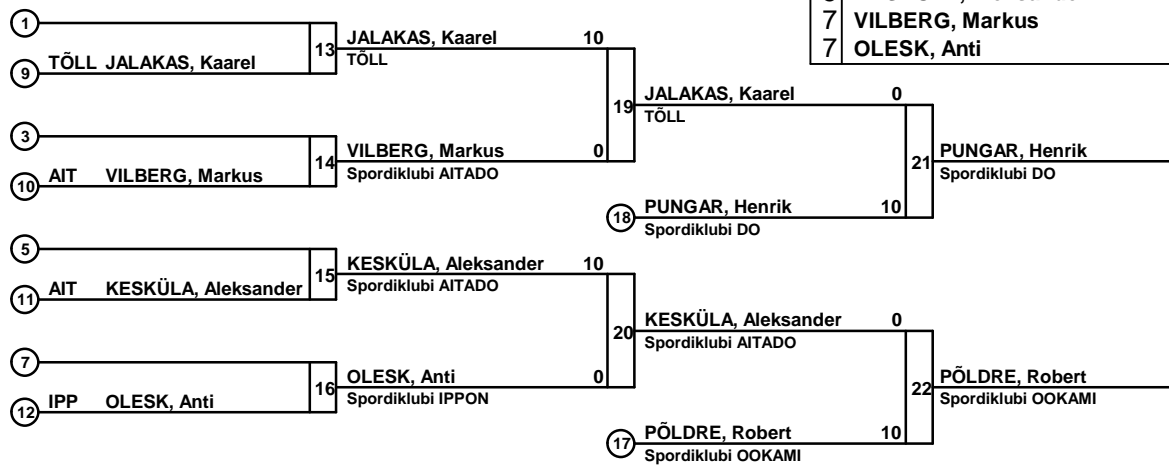 7 VILBERG, Markus
7 OLESK, Anti
1
JALAKAS, Kaarel 10
13
TÕLL
9 TÕLL JALAKAS, Kaarel
JALAKAS, Kaarel 0
19
TÕLL
3
VILBERG, Markus 0
14
Spordiklubi AITADO
10 AIT VILBERG, Markus
PUNGAR, Henrik
21
Spordiklubi DO
18 PUNGAR, Henrik 10
Spordiklubi DO
5
KESKÜLA, Aleksander 10
15
Spordiklubi AITADO
11 AIT KESKÜLA, Aleksander
KESKÜLA, Aleksander 0
20
Spordiklubi AITADO
7
OLESK, Anti 0
16
Spordiklubi IPPON
12 IPP OLESK, Anti
PÕLDRE, Robert
22
Spordiklubi OOKAMI
17 PÕLDRE, Robert 10
Spordiklubi OOKAMI